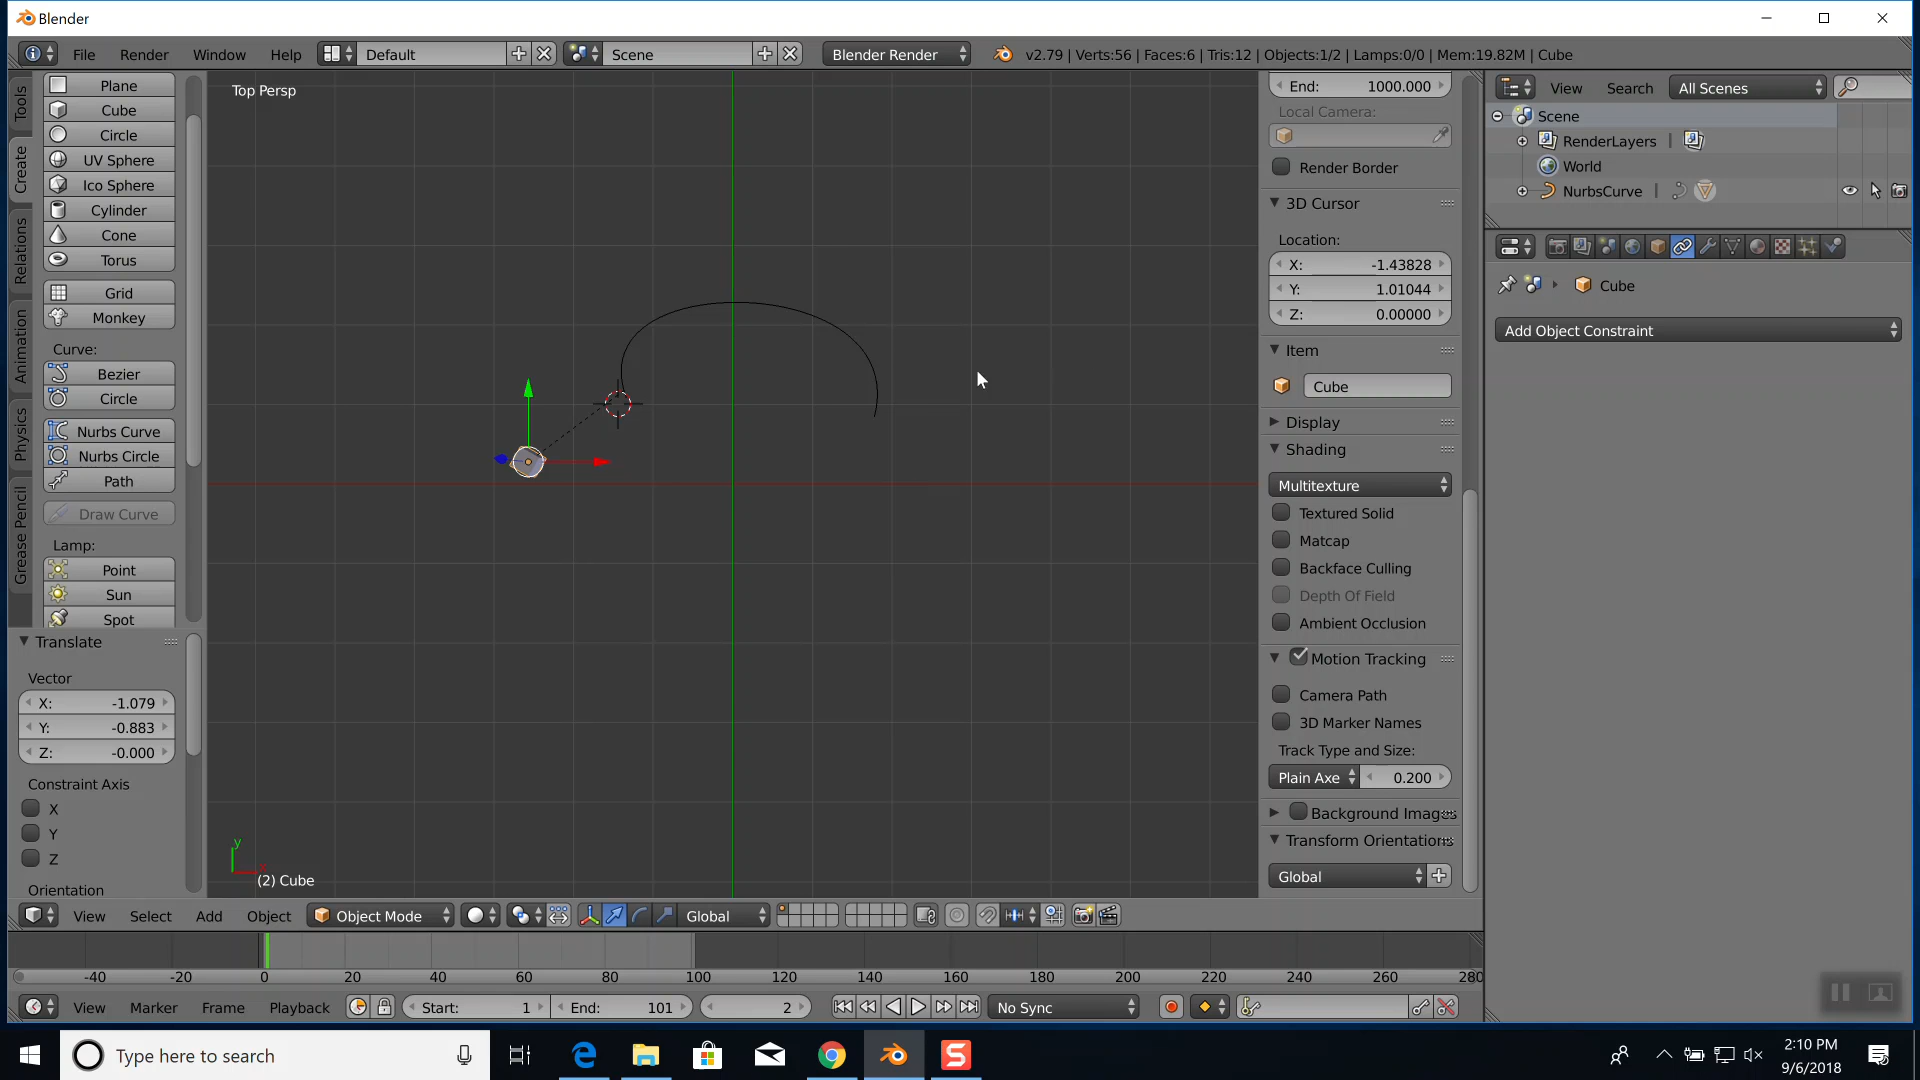 Blender
File Render Window Help Default Scene Blender Render v2.79 | Verts:56 | Faces:6 | Tris:12 | Objects:1/2 | Lamps:0/0 | Mem:19.82M | Cube
Tools
Create
Relations
Animation
Physics
Grease Pencil
Plane
Cube
Circle
UV Sphere
Ico Sphere
Cylinder
Cone
Torus
Grid
Monkey
Curve:
Bezier
Circle
Nurbs Curve
Nurbs Circle
Path
Draw Curve
Lamp:
Point
Sun
Spot
Translate
Vector
X: -1.079
Y: -0.883
Z: -0.000
Constraint Axis
X
Y
Z
Orientation
Top Persp
y
x
(2) Cube
End: 1000.000
Local Camera:
Render Border
3D Cursor
Location:
X: -1.43828
Y: 1.01044
Z: 0.00000
Item
Cube
Display
Shading
Multitexture
Textured Solid
Matcap
Backface Culling
Depth Of Field
Ambient Occlusion
Motion Tracking
Camera Path
3D Marker Names
Track Type and Size:
Plain Axe 0.200
Background Images
Transform Orientations
Global
View Search All Scenes
Scene
RenderLayers |
World
NurbsCurve |
Cube
Add Object Constraint
View Select Add Object Object Mode Global
-40 -20 0 20 40 60 80 100 120 140 160 180 200 220 240 260 280
View Marker Frame Playback Start: 1 End: 101 2 No Sync
Type here to search
2:10 PM
9/6/2018